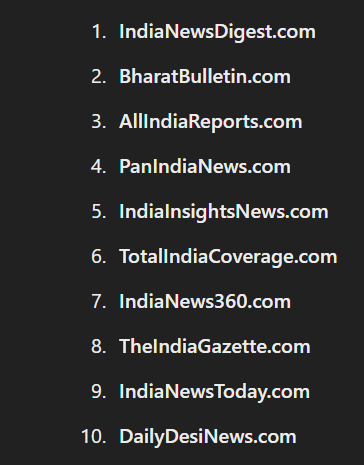 1. IndiaNewsDigest.com
2. BharatBulletin.com
3. AllIndiaReports.com
4. PanIndiaNews.com
5. IndiaInsightsNews.com
6. TotalIndiaCoverage.com
7. IndiaNews360.com
8. TheIndiaGazette.com
9. IndiaNewsToday.com
10. DailyDesiNews.com